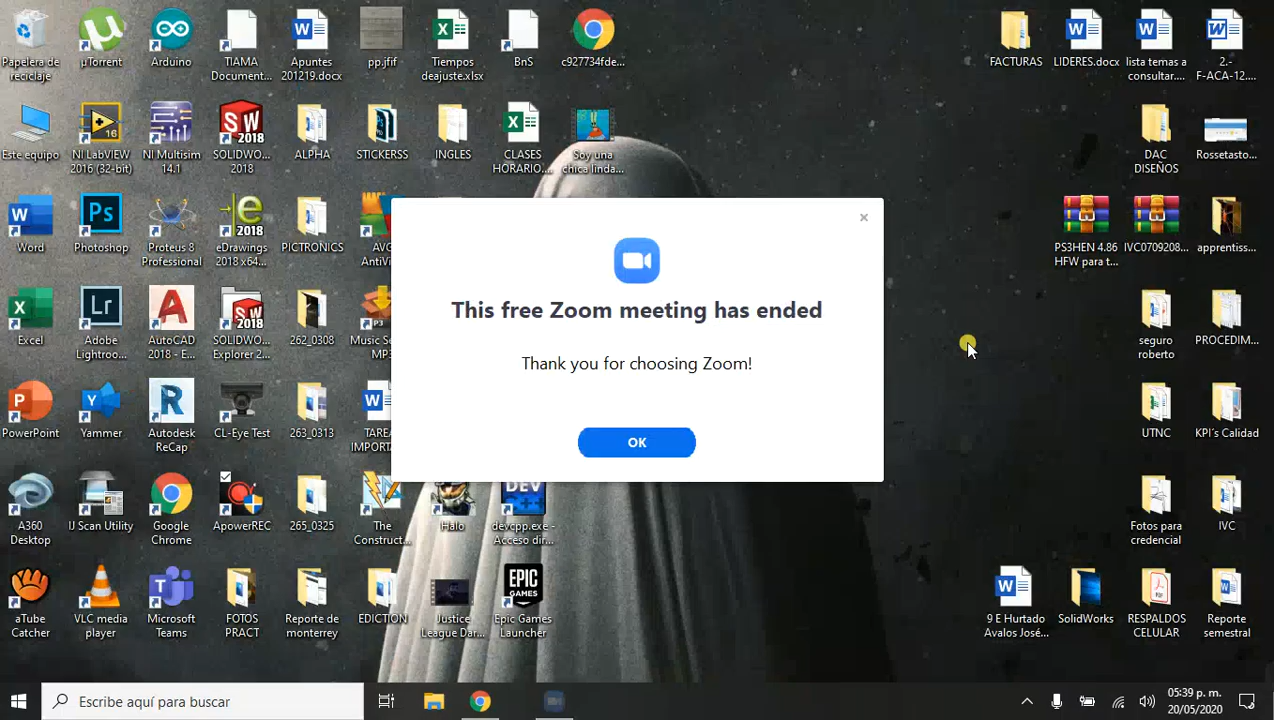 Papelera de
reciclaje
µTorrent
Arduino
TIAMA
Document...
Apuntes
201219.docx
pp.jfif
Tiempos
deajuste.xlsx
BnS
c927734fde...
FACTURAS
LIDERES.docx
lista temas a
consultar....
2.-
F-ACA-12....
Este equipo
NI LabVIEW
2016 (32-bit)
NI Multisim
14.1
SOLIDWO...
2018
ALPHA
STICKERSS
INGLES
CLASES
HORARIO...
Soy una
chica linda...
DAC
DISEÑOS
Rossetasto...
Word
Photoshop
Proteus 8
Professional
eDrawings
2018 x64...
PICTRONICS
AVG
AntiVi
PS3HEN 4.86
HFW para t...
IVC0709208...
apprentiss...
This free Zoom meeting has ended
Thank you for choosing Zoom!
OK
Excel
Adobe
Lightroo...
AutoCAD
2018 - E...
SOLIDWO...
Explorer 2...
262_0308
Music S
MP3
seguro
roberto
PROCEDIM...
PowerPoint
Yammer
Autodesk
ReCap
CL-Eye Test
263_0313
TAREA
IMPORT
UTNC
KPI´s Calidad
A360
Desktop
IJ Scan Utility
Google
Chrome
ApowerREC
265_0325
The
Construct...
Halo
devcpp.exe -
Acceso dir...
Fotos para
credencial
IVC
aTube
Catcher
VLC media
player
Microsoft
Teams
FOTOS
PRACT
Reporte de
monterrey
EDICTION
Justice
League Dar...
Epic Games
Launcher
9 E Hurtado
Avalos José...
SolidWorks
RESPALDOS
CELULAR
Reporte
semestral
Escribe aquí para buscar
05:39 p. m.
20/05/2020